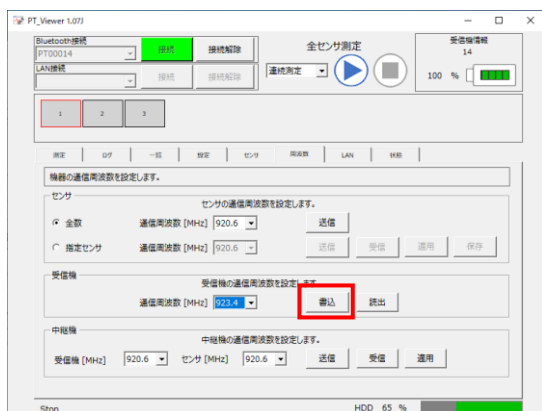 PT_Viewer 1.07J
Bluetooth接続
PT00014
接続
接続解除
LAN接続
接続
接続解除
全センサ測定
連続測定
受信機情報
14
100 %
1 2 3
測定 ログ 一覧 設定 センサ 周波数 LAN 状態
機器の通信周波数を設定します。
センサ
センサの通信周波数を設定します。
全数 通信周波数 [MHz] 920.6 送信
指定センサ 通信周波数 [MHz] 920.6 送信 受信 適用 保存
受信機
受信機の通信周波数を設定します
通信周波数 [MHz] 923.4 書込 読出
中継機
中継機の通信周波数を設定します。
受信機 [MHz] 920.6 センサ [MHz] 920.6 送信 受信 適用
Stop HDD 65 %